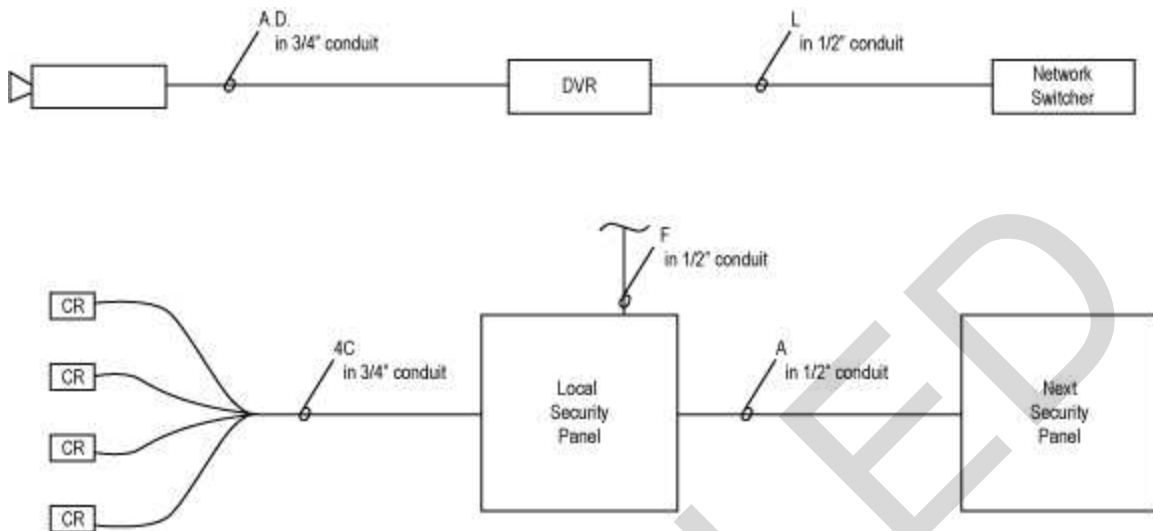 A.D.
in 3/4" conduit
L
in 1/2" conduit
DVR
Network
Switcher
F
in 1/2" conduit
CR
CR
CR
CR
4C
in 3/4" conduit
Local
Security
Panel
A
in 1/2" conduit
Next
Security
Panel
ED